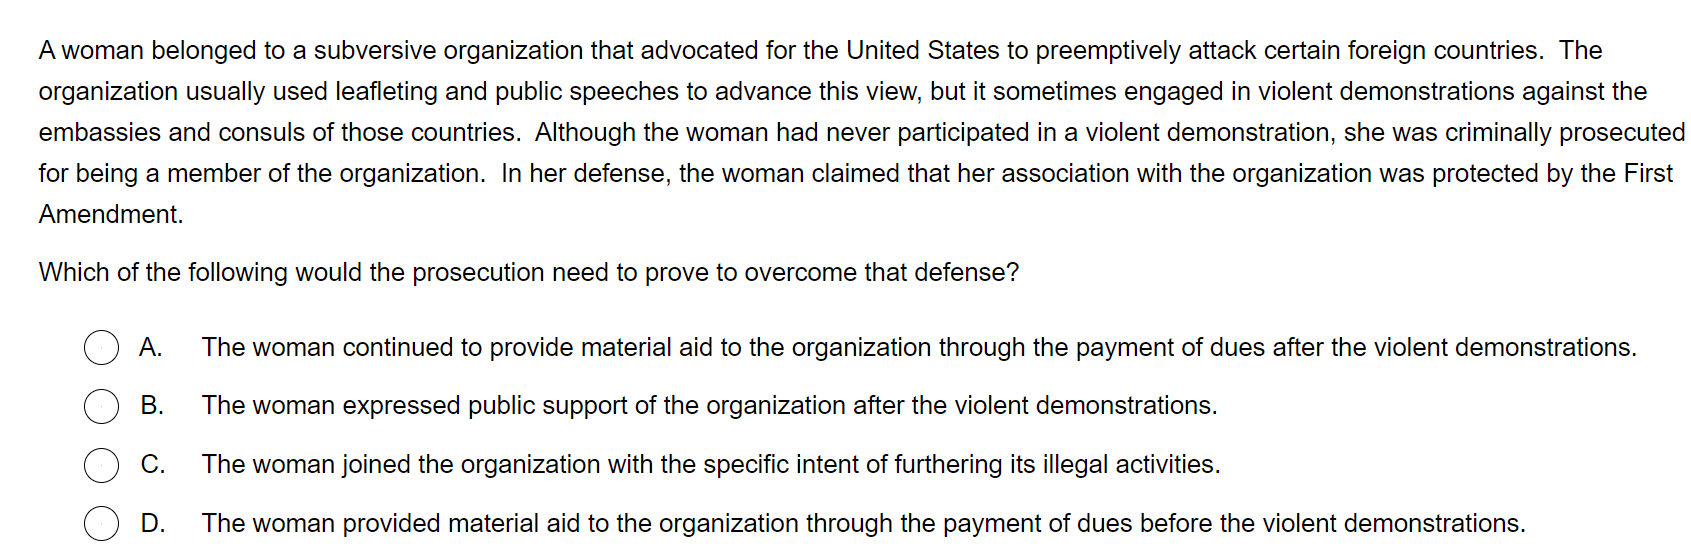 A woman belonged to a subversive organization that advocated for the United States to preemptively attack certain foreign countries.  The
organization usually used leafleting and public speeches to advance this view, but it sometimes engaged in violent demonstrations against the
embassies and consuls of those countries.  Although the woman had never participated in a violent demonstration, she was criminally prosecuted
for being a member of the organization.  In her defense, the woman claimed that her association with the organization was protected by the First
Amendment.
Which of the following would the prosecution need to prove to overcome that defense?
A. The woman continued to provide material aid to the organization through the payment of dues after the violent demonstrations.
B. The woman expressed public support of the organization after the violent demonstrations.
C. The woman joined the organization with the specific intent of furthering its illegal activities.
D. The woman provided material aid to the organization through the payment of dues before the violent demonstrations.